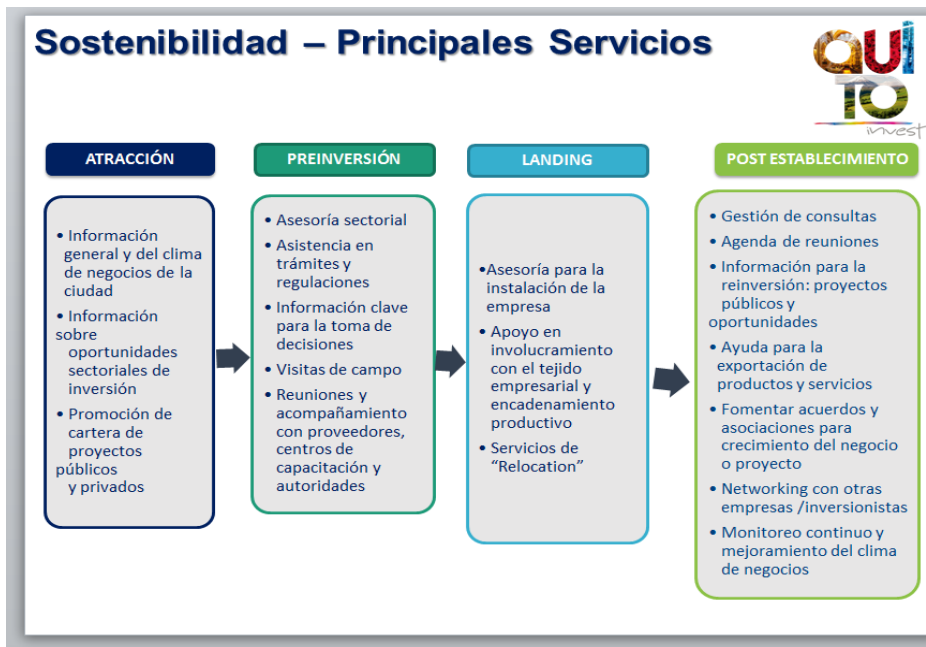 Sostenibilidad – Principales Servicios
QUI
TO
invest
ATRACCIÓN
• Información
general y del clima
de negocios de la
ciudad
• Información
sobre
oportunidades
sectoriales de
inversión
• Promoción de
cartera de
proyectos
públicos
y privados
PREINVERSIÓN
• Asesoría sectorial
• Asistencia en
trámites y
regulaciones
• Información clave
para la toma de
decisiones
• Visitas de campo
• Reuniones y
acompañamiento
con proveedores,
centros de
capacitación y
autoridades
LANDING
•Asesoría para la
instalación de la
empresa
• Apoyo en
involucramiento
con el tejido
empresarial y
encadenamiento
productivo
• Servicios de
“Relocation”
POST ESTABLECIMIENTO
• Gestión de consultas
• Agenda de reuniones
• Información para la
reinversión: proyectos
públicos y
oportunidades
• Ayuda para la
exportación de
productos y servicios
• Fomentar acuerdos y
asociaciones para
crecimiento del negocio
o proyecto
• Networking con otras
empresas /inversionistas
• Monitoreo continuo y
mejoramiento del clima
de negocios